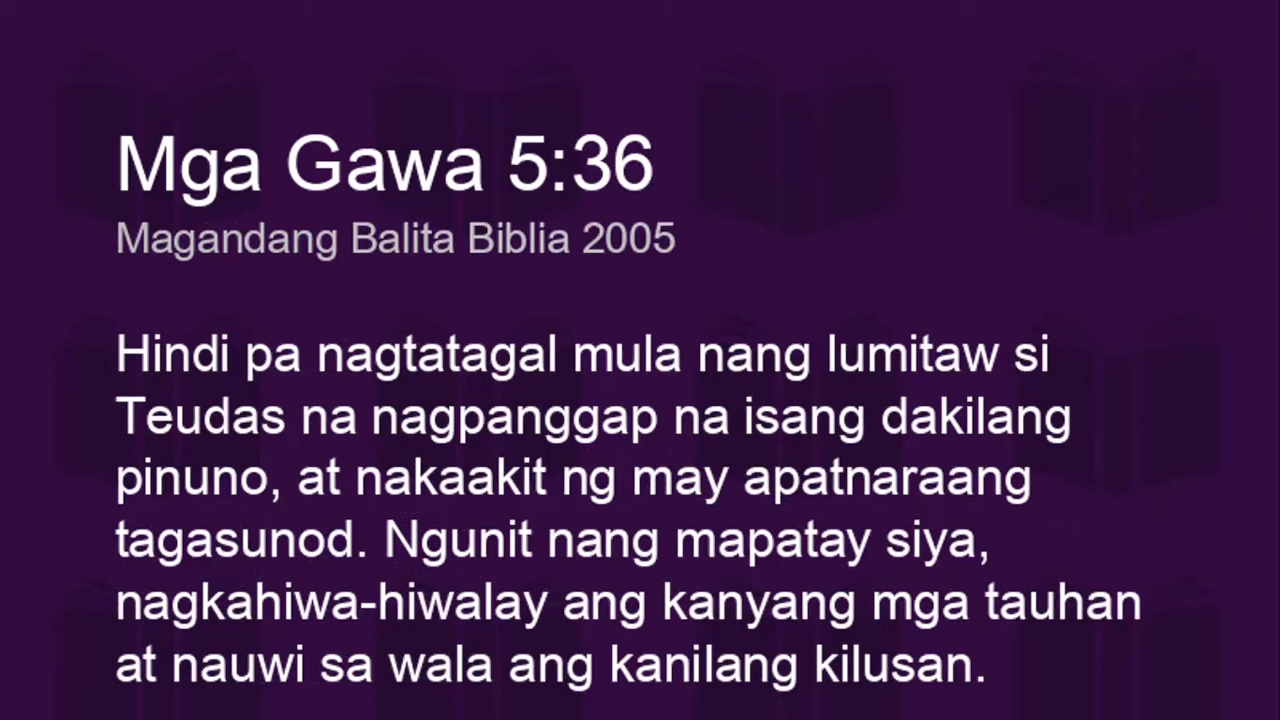 Mga Gawa 5:36
Magandang Balita Biblia 2005
Hindi pa nagtatagal mula nang lumitaw si
Teudas na nagpanggap na isang dakilang
pinuno, at nakaakit ng may apatnaraang
tagasunod. Ngunit nang mapatay siya,
nagkahiwa-hiwalay ang kanyang mga tauhan
at nauwi sa wala ang kanilang kilusan.